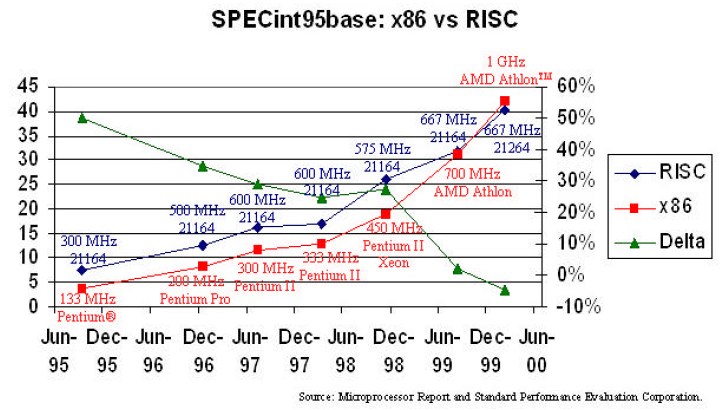 SPECint95base: x86 vs RISC
1 GHz
AMD Athlon™
45
40
35
30
25
20
15
10
5
0
60%
50%
40%
30%
20%
10%
0%
-10%
300 MHz
21164
500 MHz
21164
600 MHz
21164
600 MHz
21164
575 MHz
21164
667 MHz
21164
667 MHz
21264
133 MHz
Pentium®
200 MHz
Pentium Pro
300 MHz
Pentium II
333 MHz
Pentium II
450 MHz
Pentium II
Xeon
700 MHz
AMD Athlon
RISC
x86
Delta
Jun- Dec- Jun- Dec- Jun- Dec- Jun- Dec- Jun- Dec- Jun-
95 95 96 96 97 97 98 98 99 99 00
Source: Microprocessor Report and Standard Performance Evaluation Corporation.